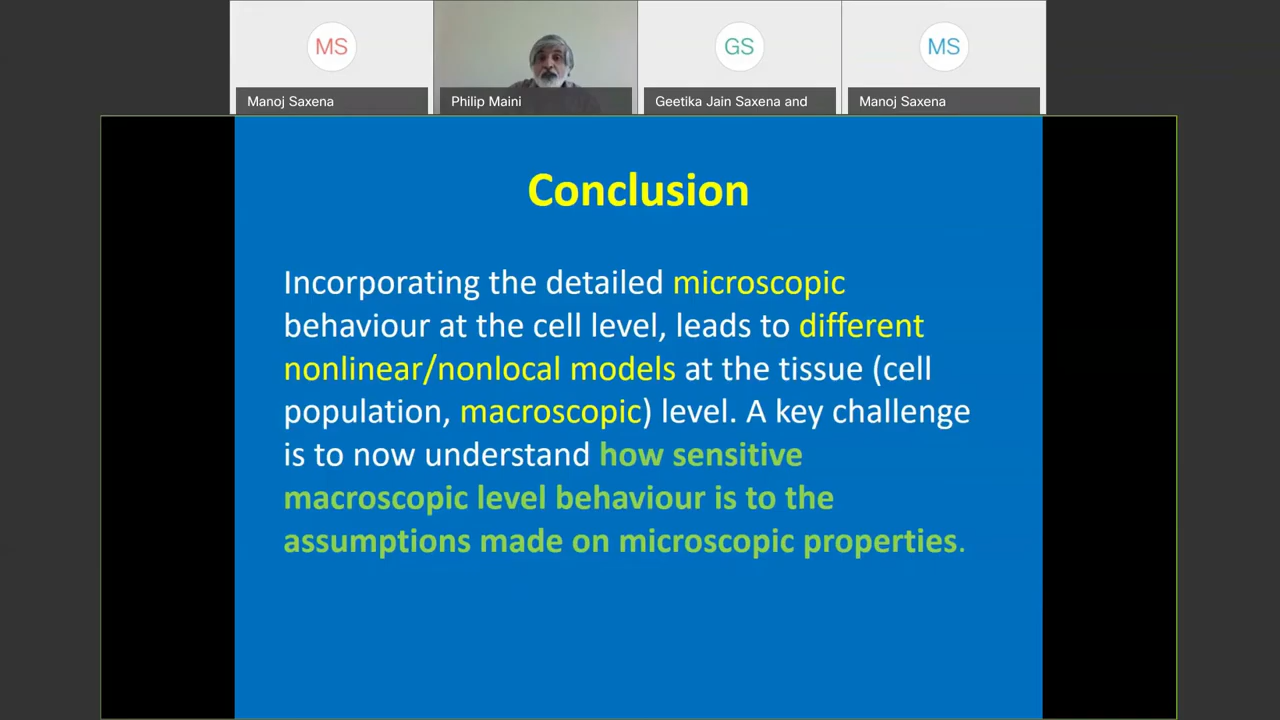 MS
GS
MS
Manoj Saxena
Philip Maini
Geetika Jain Saxena and
Manoj Saxena
Conclusion
Incorporating the detailed microscopic
behaviour at the cell level, leads to different
nonlinear/nonlocal models at the tissue (cell
population, macroscopic) level. A key challenge
is to now understand how sensitive
macroscopic level behaviour is to the
assumptions made on microscopic properties.